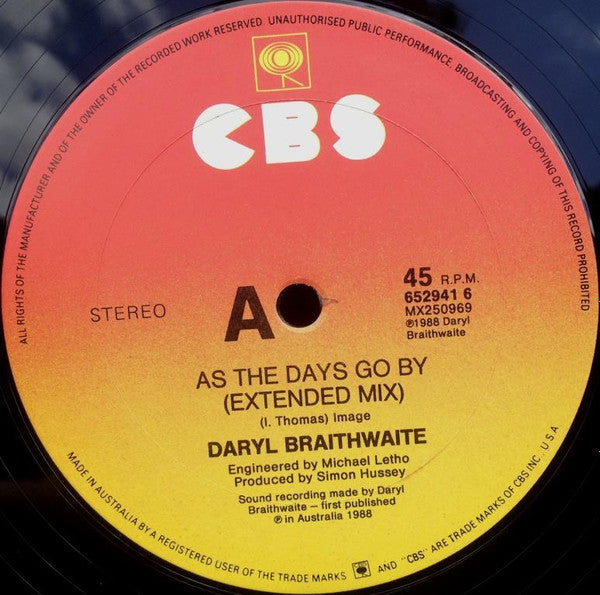 ALL RIGHTS OF THE MANUFACTURER AND OF THE OWNER OF THE RECORDED WORK RESERVED. UNAUTHORISED PUBLIC PERFORMANCE, BROADCASTING AND COPYING OF THIS RECORD PROHIBITED
CBS
STEREO
A
45 R.P.M.
652941 6
MX250969
℗1988 Daryl
Braithwaite
AS THE DAYS GO BY
(EXTENDED MIX)
(I. Thomas) Image
DARYL BRAITHWAITE
Engineered by Michael Letho
Produced by Simon Hussey
Sound recording made by Daryl
Braithwaite – first published
℗ in Australia 1988
MADE IN AUSTRALIA BY A REGISTERED USER OF THE TRADE MARKS AND "CBS" ARE TRADE MARKS OF CBS INC., U S A